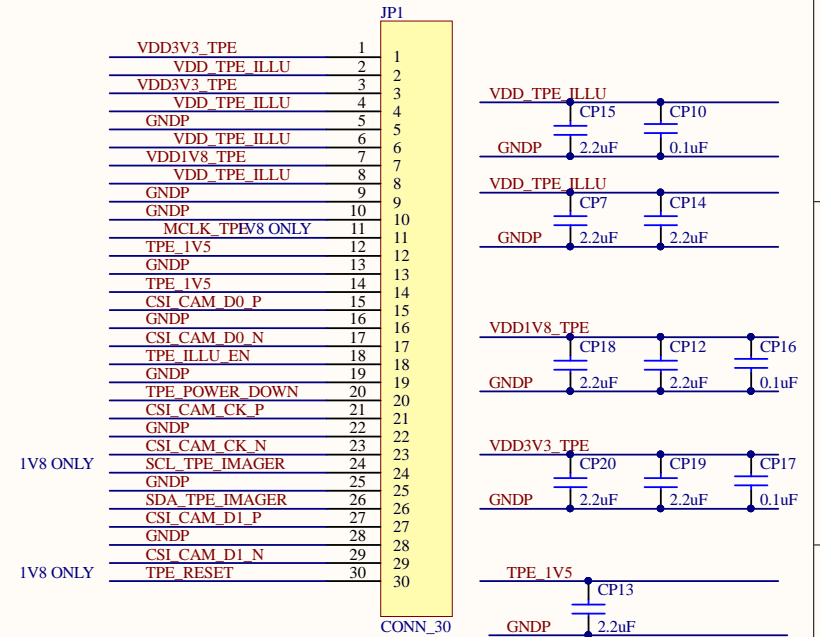 JP1
VDD3V3_TPE 1 1
VDD_TPE_ILLU 2 2
VDD3V3_TPE 3 3
VDD_TPE_ILLU 4 4
GNDP 5 5
VDD_TPE_ILLU 6 6
VDD1V8_TPE 7 7
VDD_TPE_ILLU 8 8
GNDP 9 9
GNDP 10 10
MCLK_TPE 1V8 ONLY 11 11
TPE_1V5 12 12
GNDP 13 13
TPE_1V5 14 14
CSI_CAM_D0_P 15 15
GNDP 16 16
CSI_CAM_D0_N 17 17
TPE_ILLU_EN 18 18
GNDP 19 19
TPE_POWER_DOWN 20 20
CSI_CAM_CK_P 21 21
GNDP 22 22
CSI_CAM_CK_N 23 23
1V8 ONLY SCL_TPE_IMAGER 24 24
GNDP 25 25
SDA_TPE_IMAGER 26 26
CSI_CAM_D1_P 27 27
GNDP 28 28
CSI_CAM_D1_N 29 29
1V8 ONLY TPE_RESET 30 30
CONN_30
VDD_TPE_ILLU
CP15 CP10
GNDP 2.2uF 0.1uF
VDD_TPE_ILLU
CP7 CP14
GNDP 2.2uF 2.2uF
VDD1V8_TPE
CP18 CP12 CP16
GNDP 2.2uF 2.2uF 0.1uF
VDD3V3_TPE
CP20 CP19 CP17
GNDP 2.2uF 2.2uF 0.1uF
TPE_1V5
CP13
GNDP 2.2uF